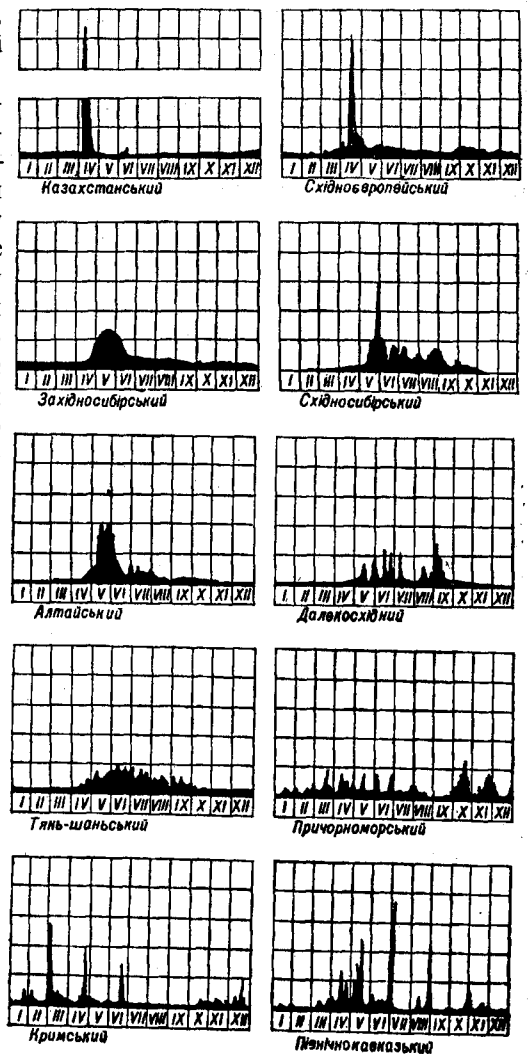 I II III IV V VI VII VIII IX X XI XII
Казахстанський
I II III IV V VI VII VIII IX X XI XII
Східноєвропейський
I II III IV V VI VII VIII IX X XI XII
Західносибірський
I II III IV V VI VII VIII IX X XI XII
Східносибірський
I II III IV V VI VII VIII IX X XI XII
Алтайський
I. II III IV V VI VII VIII IX X XI XII
Далекосхідний
I II III IV V VI VII VIII IX X XI XII
Тянь-шаньський
I II III IV V VI VII VIII IX X XI XII
Причорноморський
I II III IV V VI VII VIII IX X XI XII
Кримський
I II III IV V VI VII VIII IX X XI XII
Північнокавказький